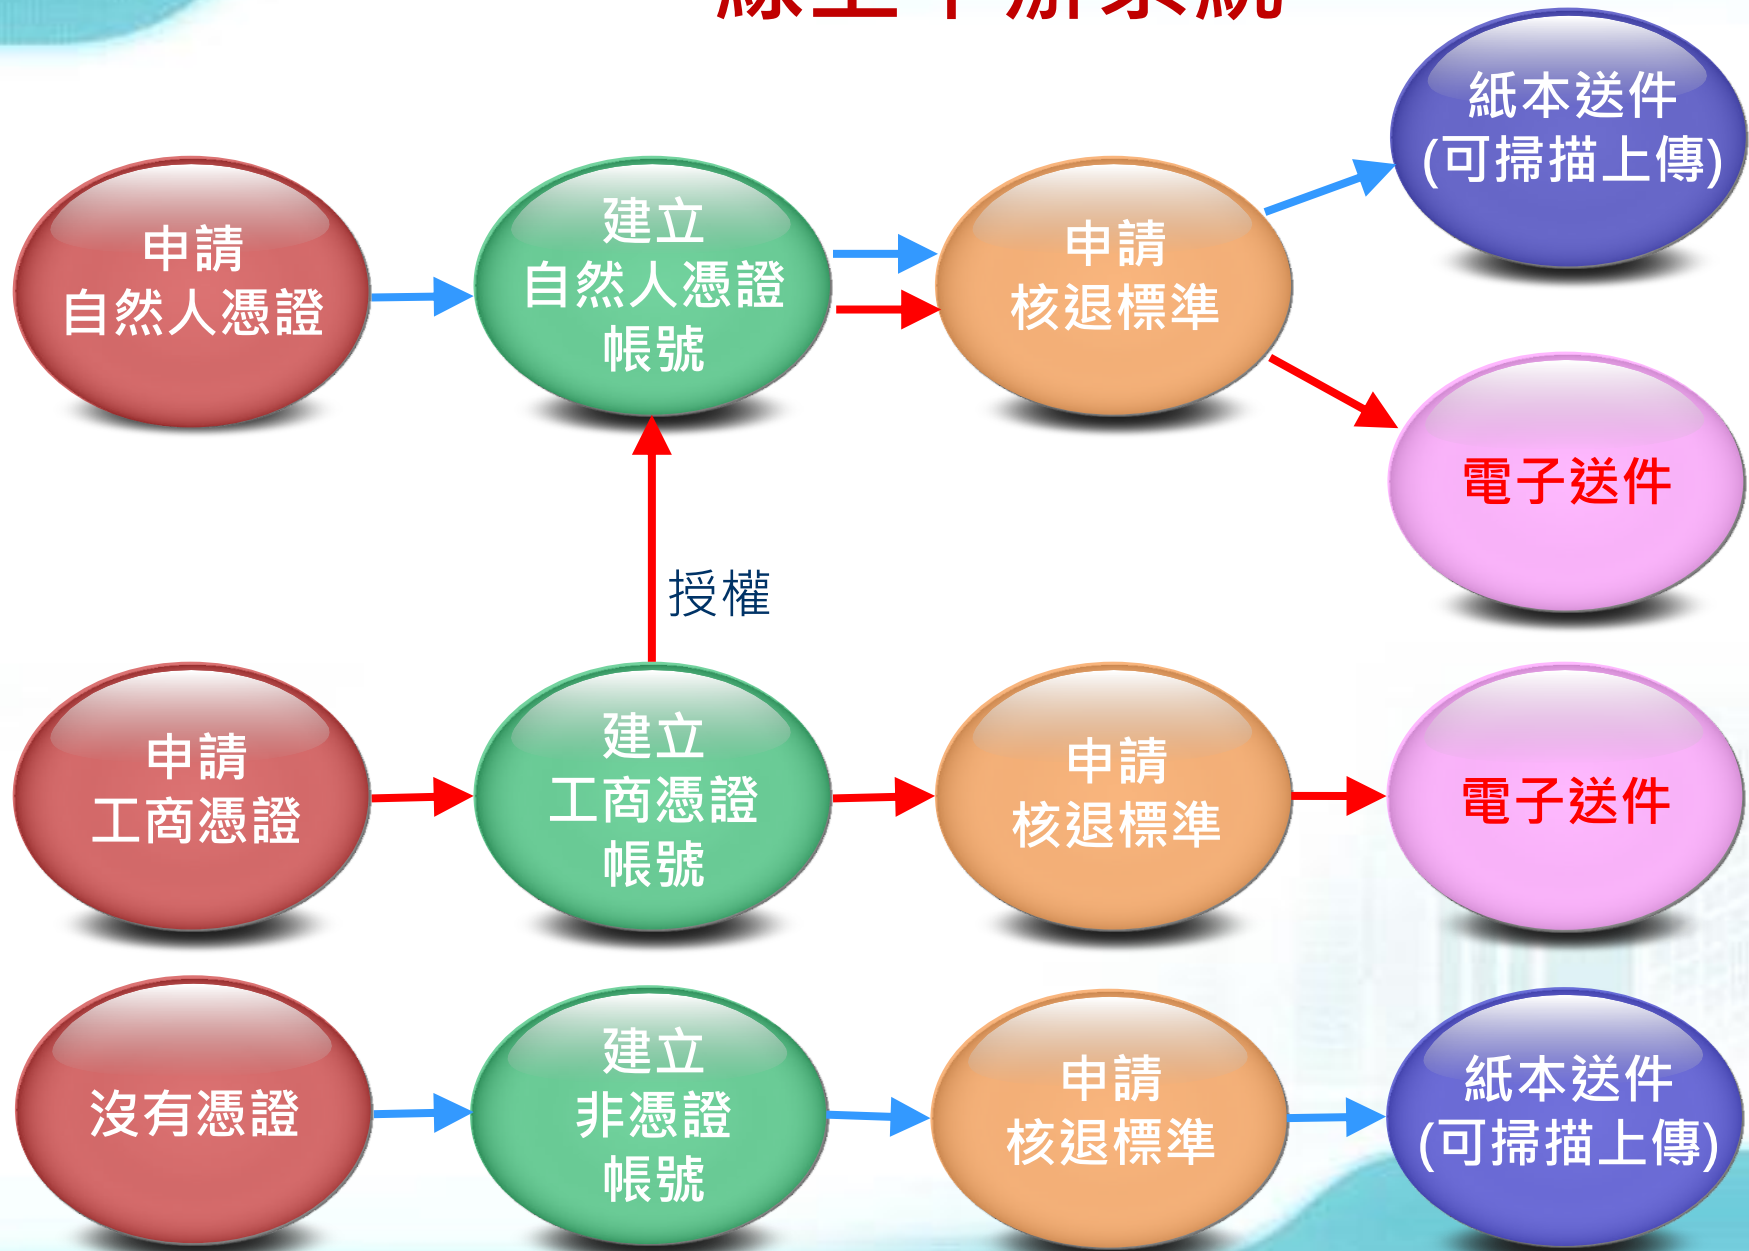 紙本送件
(可掃描上傳)
申請
自然人憑證
建立
自然人憑證
帳號
申請
核退標準
電子送件
授權
申請
工商憑證
建立
工商憑證
帳號
申請
核退標準
電子送件
沒有憑證
建立
非憑證
帳號
申請
核退標準
紙本送件
(可掃描上傳)